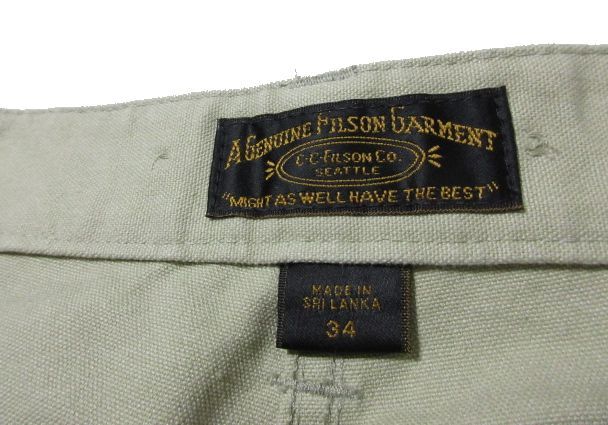 A GENUINE FILSON GARMENT
C·C·FILSON CO.
SEATTLE
"MIGHT AS WELL HAVE THE BEST"
MADE IN
SRI LANKA
34